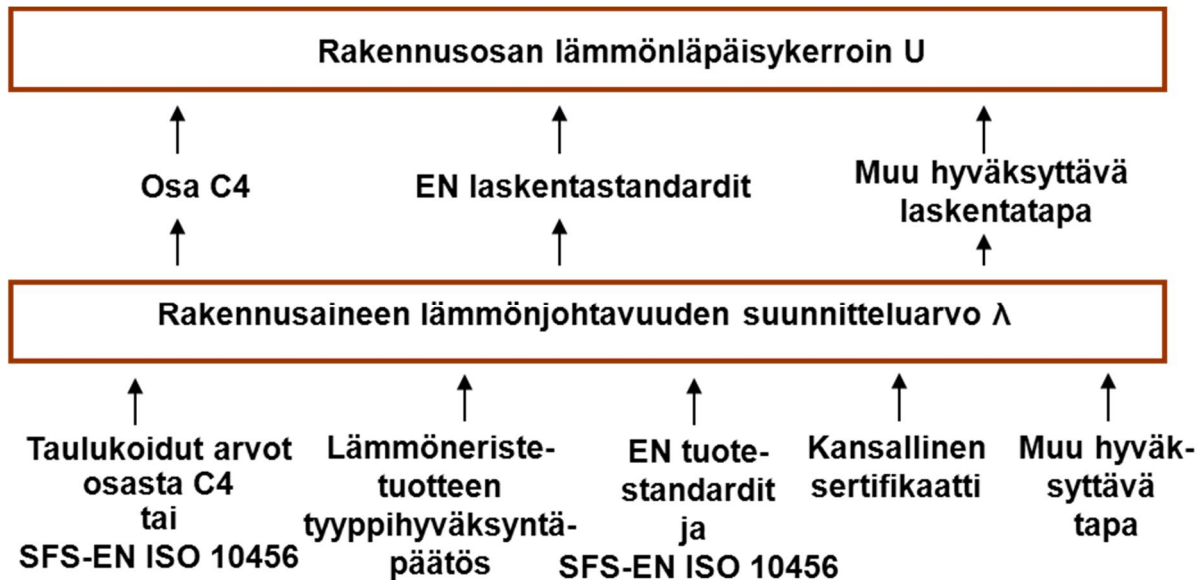 Rakennusosan lämmönläpäisykerroin U
Osa C4
EN laskentastandardit
Muu hyväksyttävä
laskentatapa
Rakennusaineen lämmönjohtavuuden suunnitteluarvo λ
Taulukoidut arvot
osasta C4
tai
SFS-EN ISO 10456
Lämmöneriste-
tuotteen
tyyppihyväksyntä-
päätös
EN tuote-
standardit
ja
SFS-EN ISO 10456
Kansallinen
sertifikaatti
Muu hyväk-
syttävä
tapa